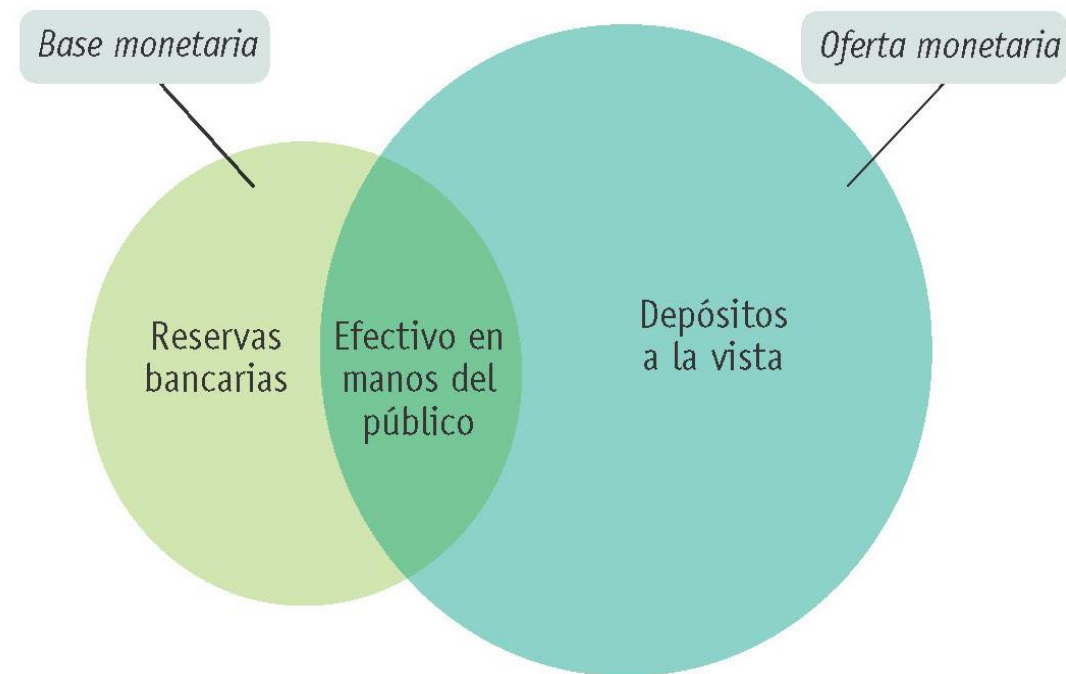 Base monetaria
Oferta monetaria
Reservas
bancarias
Efectivo en
manos del
público
Depósitos
a la vista